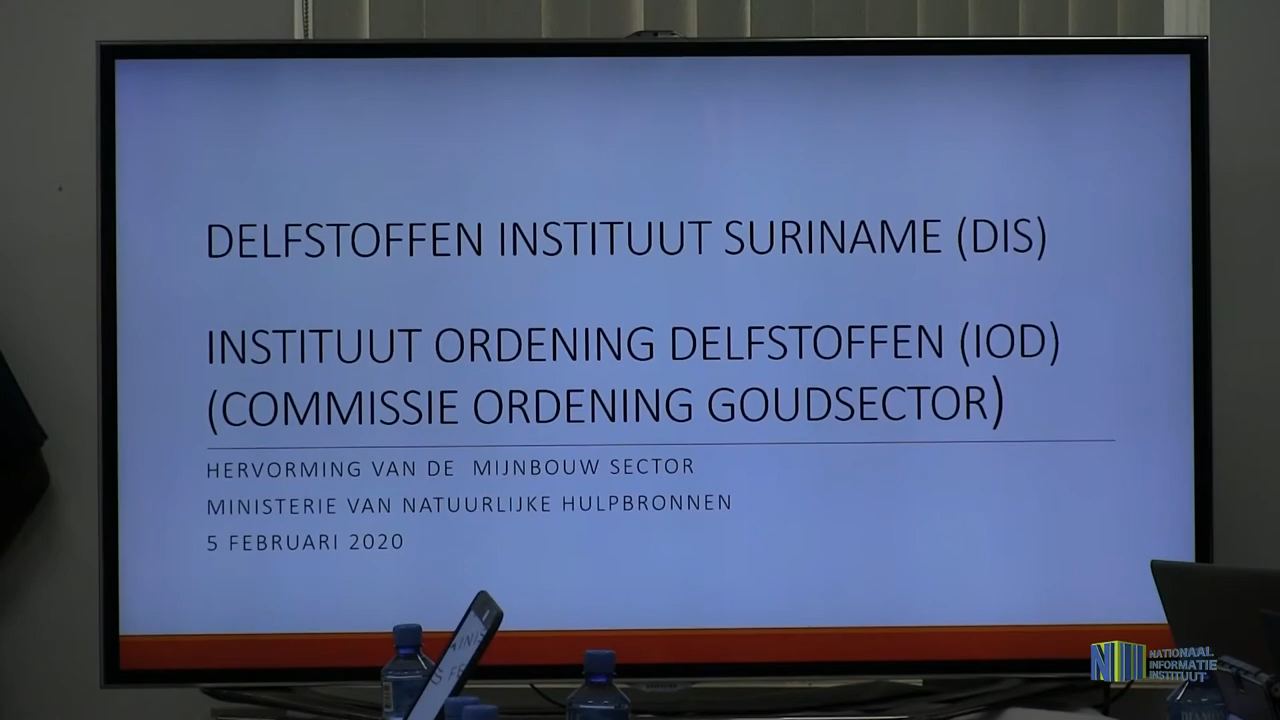 DELFSTOFFEN INSTITUUT SURINAME (DIS)
INSTITUUT ORDENING DELFSTOFFEN (IOD)
(COMMISSIE ORDENING GOUDSECTOR)
HERVORMING VAN DE MIJNBOUW SECTOR
MINISTERIE VAN NATUURLIJKE HULPBRONNEN
5 FEBRUARI 2020
NATIONAAL
INFORMATIE
INSTITUUT